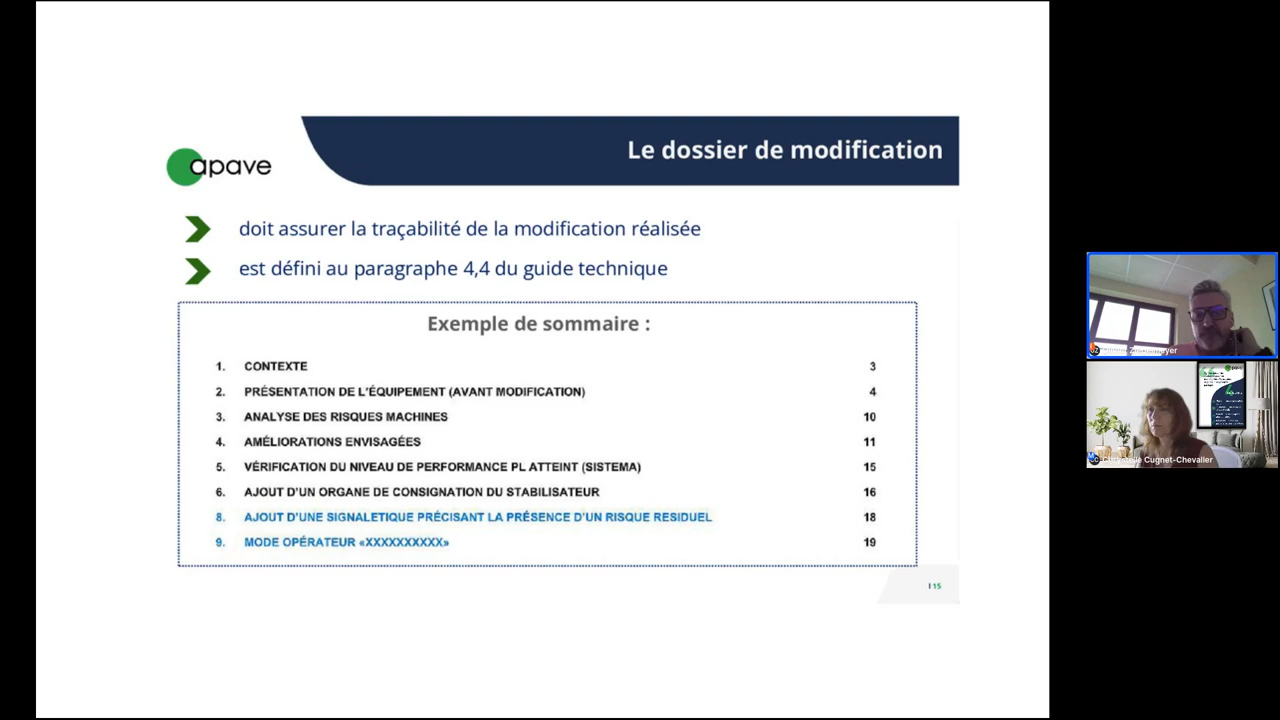 apave
Le dossier de modification
doit assurer la traçabilité de la modification réalisée
est défini au paragraphe 4,4 du guide technique
Exemple de sommaire :
1. CONTEXTE 3
2. PRÉSENTATION DE L'ÉQUIPEMENT (AVANT MODIFICATION) 4
3. ANALYSE DES RISQUES MACHINES 10
4. AMÉLIORATIONS ENVISAGÉES 11
5. VÉRIFICATION DU NIVEAU DE PERFORMANCE PL ATTEINT (SISTEMA) 15
6. AJOUT D'UN ORGANE DE CONSIGNATION DU STABILISATEUR 16
8. AJOUT D'UNE SIGNALETIQUE PRÉCISANT LA PRÉSENCE D'UN RISQUE RESIDUEL 18
9. MODE OPÉRATEUR «XXXXXXXXXX» 19
15
Cugnet-Chevalier